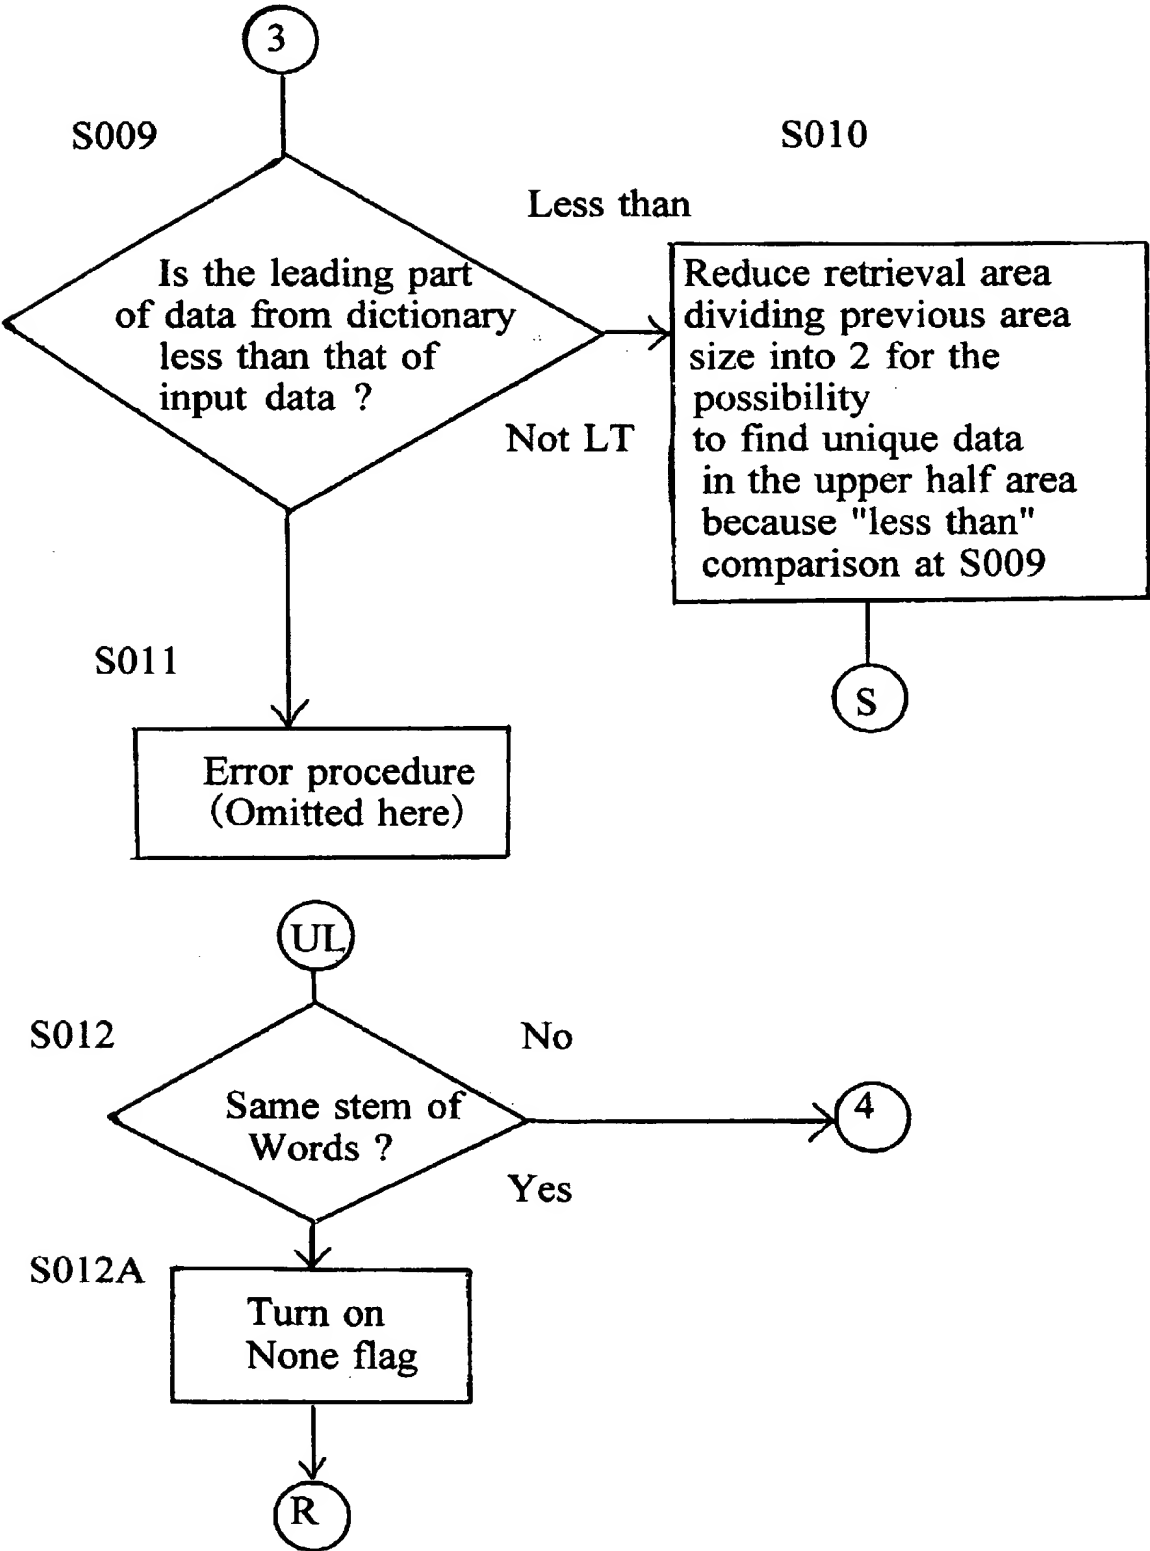 3
S009
S010
Less than
Is the leading part
of data from dictionary
less than that of
input data ?
Reduce retrieval area
dividing previous area
size into 2 for the
possibility
to find unique data
in the upper half area
because "less than"
comparison at S009
Not LT
S011
S
Error procedure
(Omitted here)
UL
S012
No
Same stem of
Words ?
4
Yes
S012A
Turn on
None flag
R